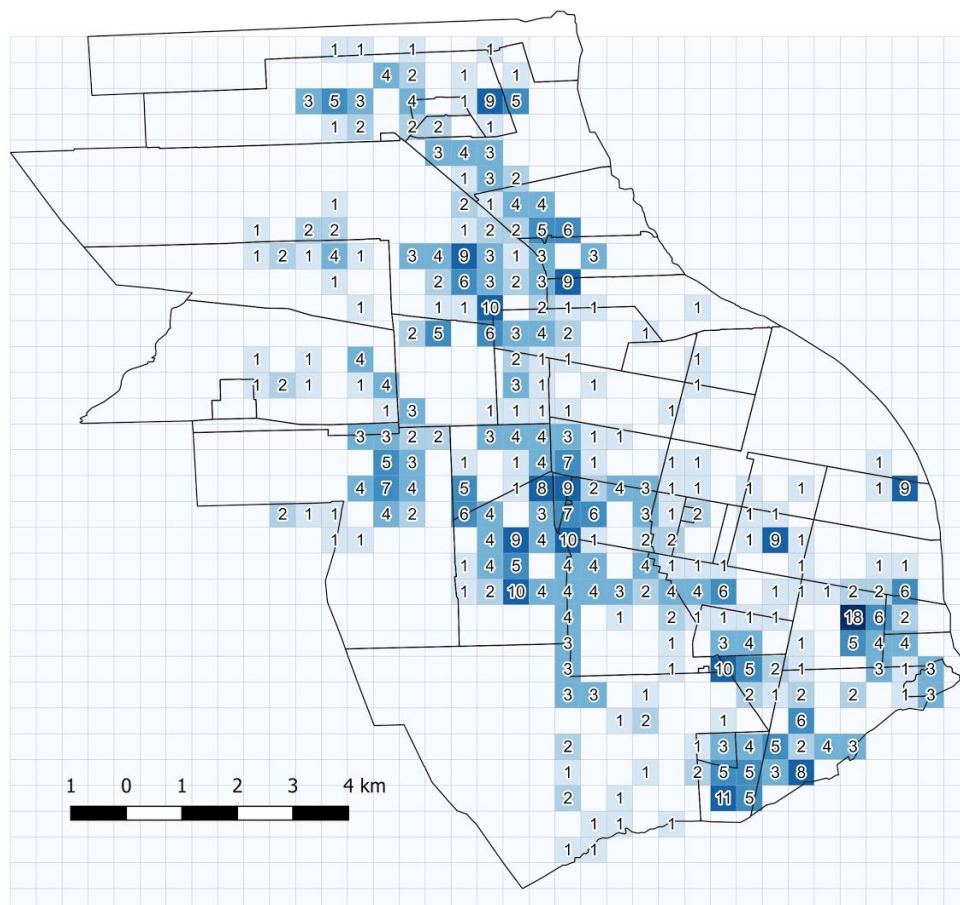 1 1 1 1
4 2 1 1
3 5 3 4 1 9 5
1 2 2 2 1
3 4 3
1 3 2
1 2 1 4 4
1 2 2 1 2 2 5 6
1 2 1 4 1 3 4 9 3 1 3 3
1 2 6 3 2 3 9
1 1 1 10 2 1 1 1
2 5 6 3 4 2 1
1 1 4 2 1 1 1
1 2 1 1 4 3 1 1 1
1 3 1 1 1 1 1
3 3 2 2 3 4 4 3 1 1
5 3 1 1 4 7 1 1 1 1
4 7 4 5 1 8 9 2 4 3 1 1 1 1 1 9
2 1 1 4 2 6 4 3 7 6 3 1 2 1 1
1 1 4 9 4 10 1 2 2 1 9 1
1 4 5 4 4 4 1 1 1 1 1 1
1 2 10 4 4 4 3 2 4 4 6 1 1 1 2 2 6
4 1 2 1 1 1 1 18 6 2
3 1 3 4 1 5 4 4
3 1 10 5 2 1 3 1 3
3 3 1 2 1 2 2 1 3
1 2 1 6
2 1 3 4 5 2 4 3
1 1 2 5 5 3 8
2 1 11 5
1 1 1
1 1
1 0 1 2 3 4 km